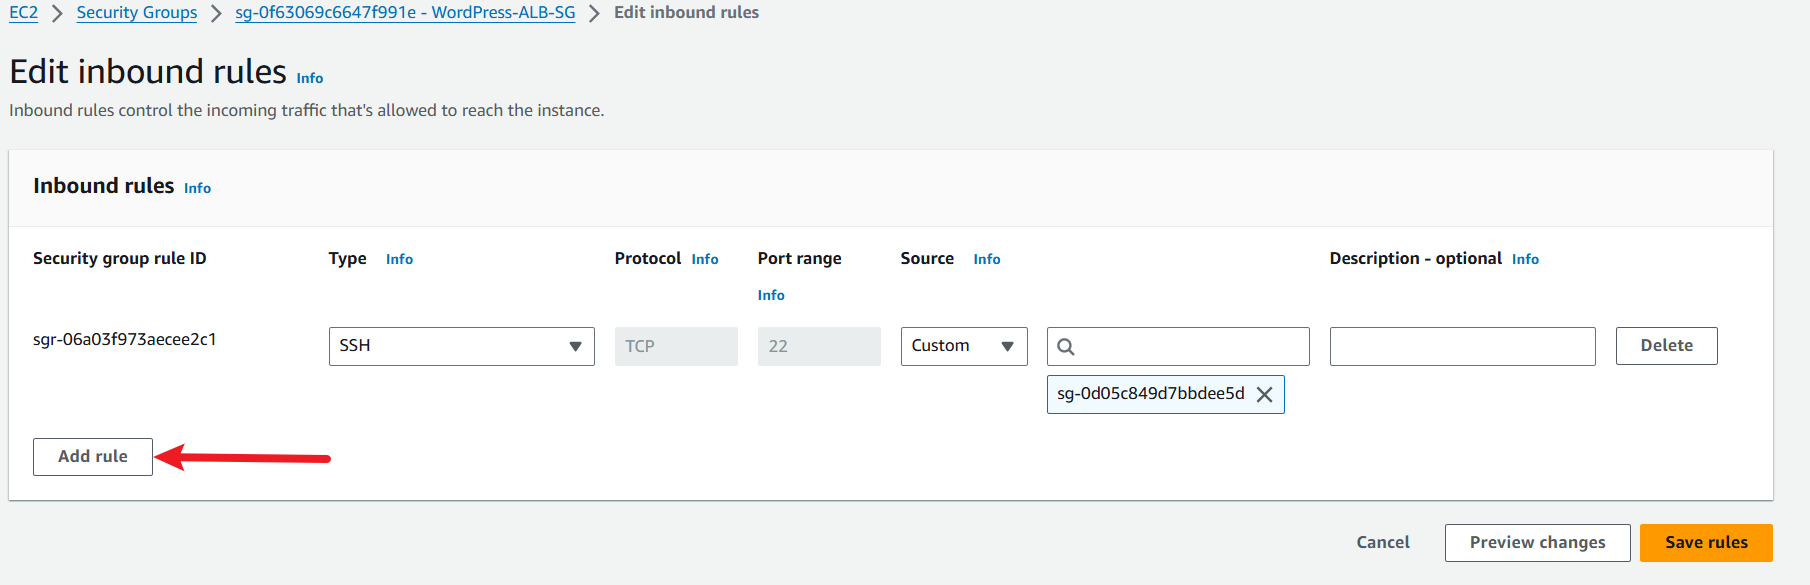 EC2 > Security Groups > sg-0f63069c6647f991e - WordPress-ALB-SG > Edit inbound rules
Edit inbound rules Info
Inbound rules control the incoming traffic that's allowed to reach the instance.
Inbound rules Info
Security group rule ID Type Info Protocol Info Port range Source Info Description - optional Info
Info
sgr-06a03f973aecee2c1 SSH TCP 22 Custom Delete
sg-0d05c849d7bbdee5d
Add rule
Cancel Preview changes Save rules